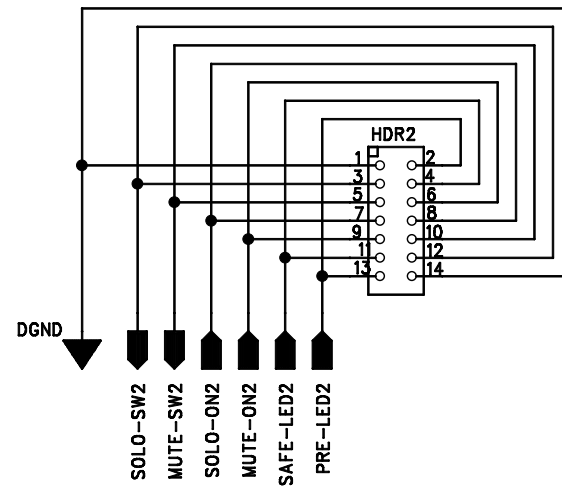 HDR2
1 2
3 4
5 6
7 8
9 10
11 12
13 14
DGND
SOLO-SW2
MUTE-SW2
SOLO-ON2
MUTE-ON2
SAFE-LED2
PRE-LED2